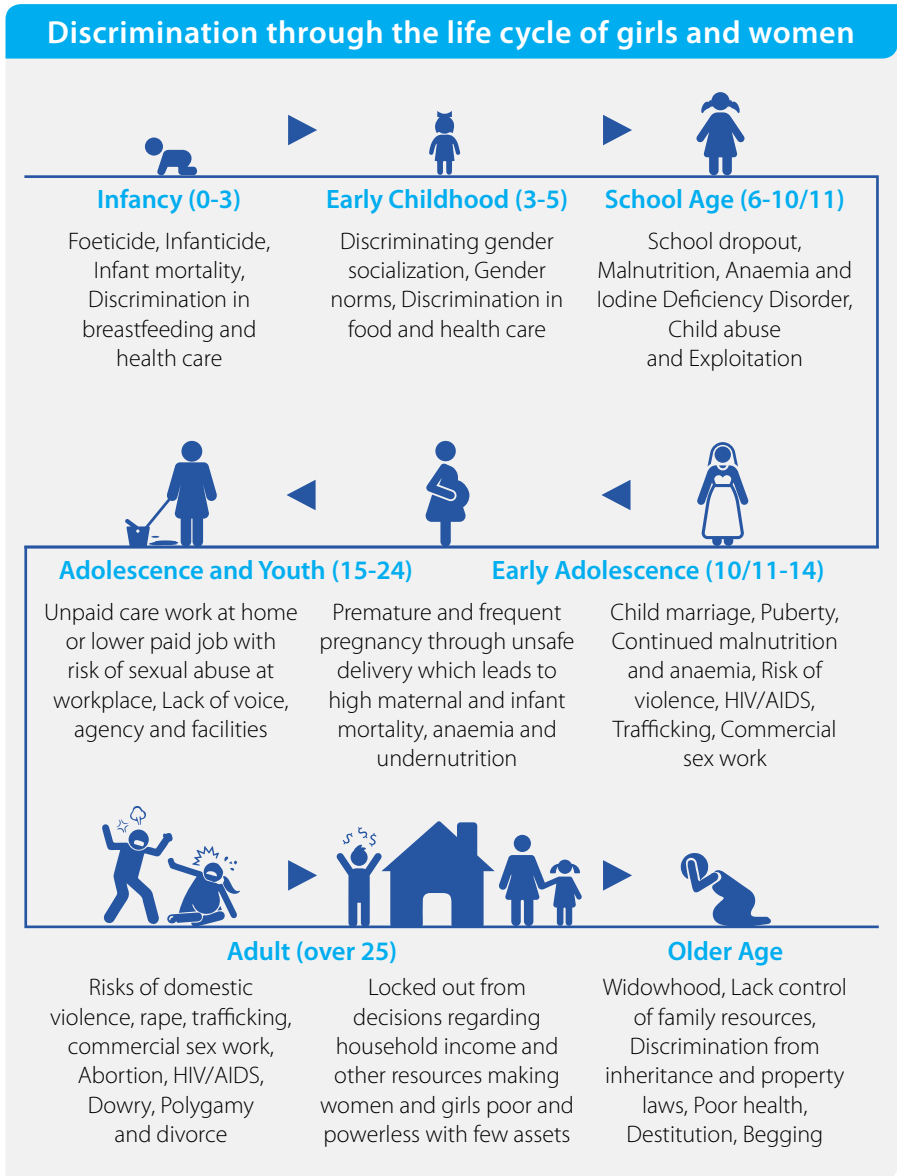 Discrimination through the life cycle of girls and women
Infancy (0-3)
Foeticide, Infanticide,
Infant mortality,
Discrimination in
breastfeeding and
health care
Early Childhood (3-5)
Discriminating gender
socialization, Gender
norms, Discrimination in
food and health care
School Age (6-10/11)
School dropout,
Malnutrition, Anaemia and
Iodine Deficiency Disorder,
Child abuse
and Exploitation
Early Adolescence (10/11-14)
Child marriage, Puberty,
Continued malnutrition
and anaemia, Risk of
violence, HIV/AIDS,
Trafficking, Commercial
sex work
Premature and frequent
pregnancy through unsafe
delivery which leads to
high maternal and infant
mortality, anaemia and
undernutrition
Adolescence and Youth (15-24)
Unpaid care work at home
or lower paid job with
risk of sexual abuse at
workplace, Lack of voice,
agency and facilities
$ $ $
Adult (over 25)
Risks of domestic
violence, rape, trafficking,
commercial sex work,
Abortion, HIV/AIDS,
Dowry, Polygamy
and divorce
Locked out from
decisions regarding
household income and
other resources making
women and girls poor and
powerless with few assets
Older Age
Widowhood, Lack control
of family resources,
Discrimination from
inheritance and property
laws, Poor health,
Destitution, Begging